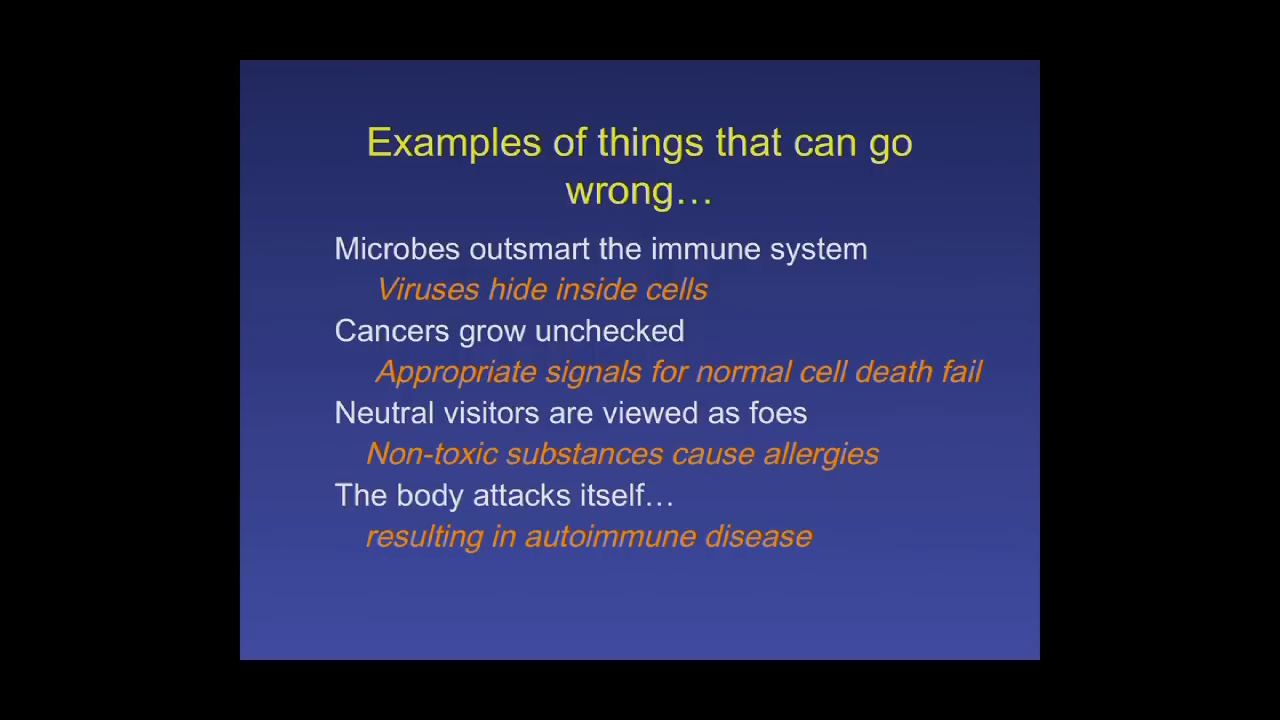 Examples of things that can go
wrong…
Microbes outsmart the immune system
Viruses hide inside cells
Cancers grow unchecked
Appropriate signals for normal cell death fail
Neutral visitors are viewed as foes
Non-toxic substances cause allergies
The body attacks itself…
resulting in autoimmune disease